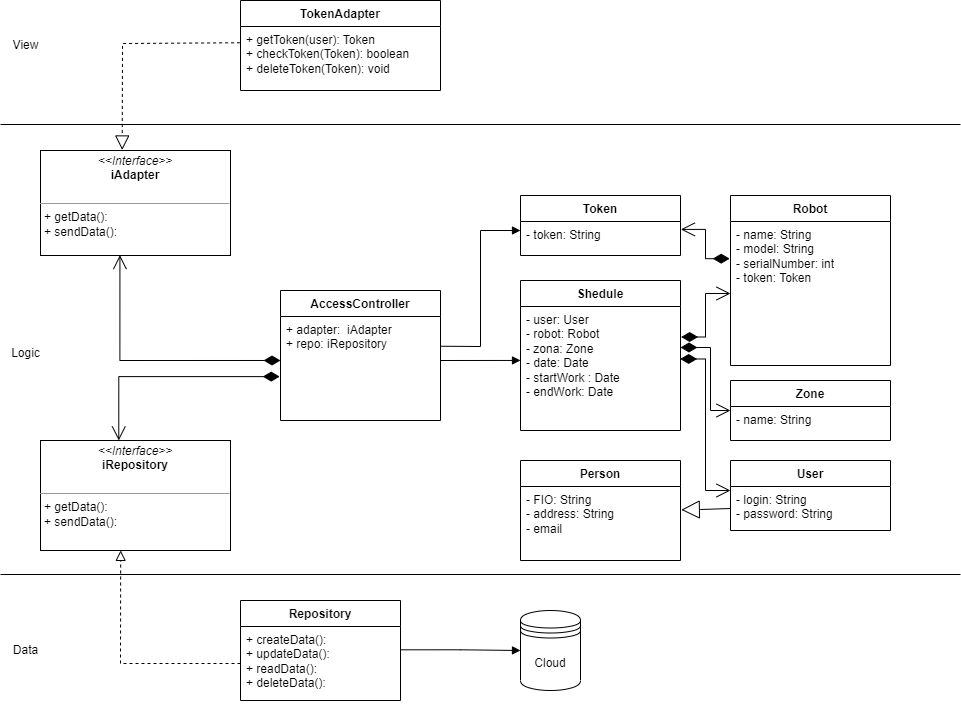 TokenAdapter
+ getToken(user): Token
+ checkToken(Token): boolean
+ deleteToken(Token): void
View
<<Interface>>
iAdapter
+ getData():
+ sendData():
Token
- token: String
Robot
- name: String
- model: String
- serialNumber: int
- token: Token
AccessController
+ adapter:  iAdapter
+ repo: iRepository
Shedule
- user: User
- robot: Robot
- zona: Zone
- date: Date
- startWork : Date
- endWork: Date
Logic
Zone
- name: String
<<Interface>>
iRepository
+ getData():
+ sendData():
Person
- FIO: String
- address: String
- email
User
- login: String
- password: String
Repository
+ createData():
+ updateData():
+ readData():
+ deleteData():
Data
Cloud